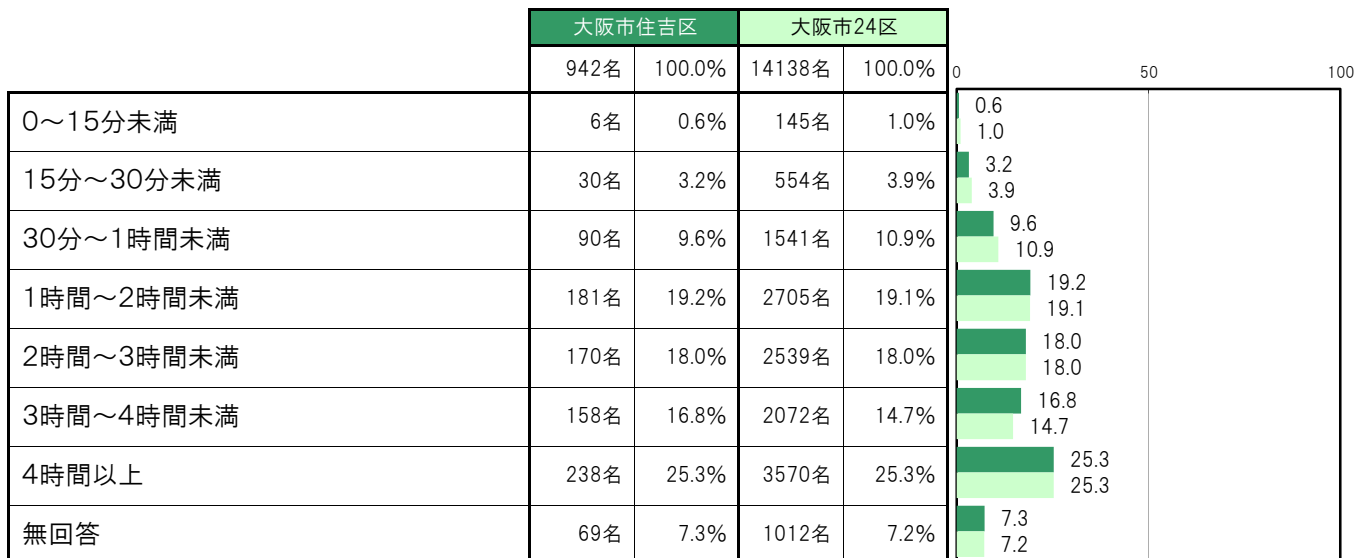 大阪市住吉区 大阪市24区
942名 100.0% 14138名 100.0% 0 50 100
0～15分未満 6名 0.6% 145名 1.0% 0.6
1.0
15分～30分未満 30名 3.2% 554名 3.9% 3.2
3.9
30分～1時間未満 90名 9.6% 1541名 10.9% 9.6
10.9
1時間～2時間未満 181名 19.2% 2705名 19.1% 19.2
19.1
2時間～3時間未満 170名 18.0% 2539名 18.0% 18.0
18.0
3時間～4時間未満 158名 16.8% 2072名 14.7% 16.8
14.7
4時間以上 238名 25.3% 3570名 25.3% 25.3
25.3
無回答 69名 7.3% 1012名 7.2% 7.3
7.2